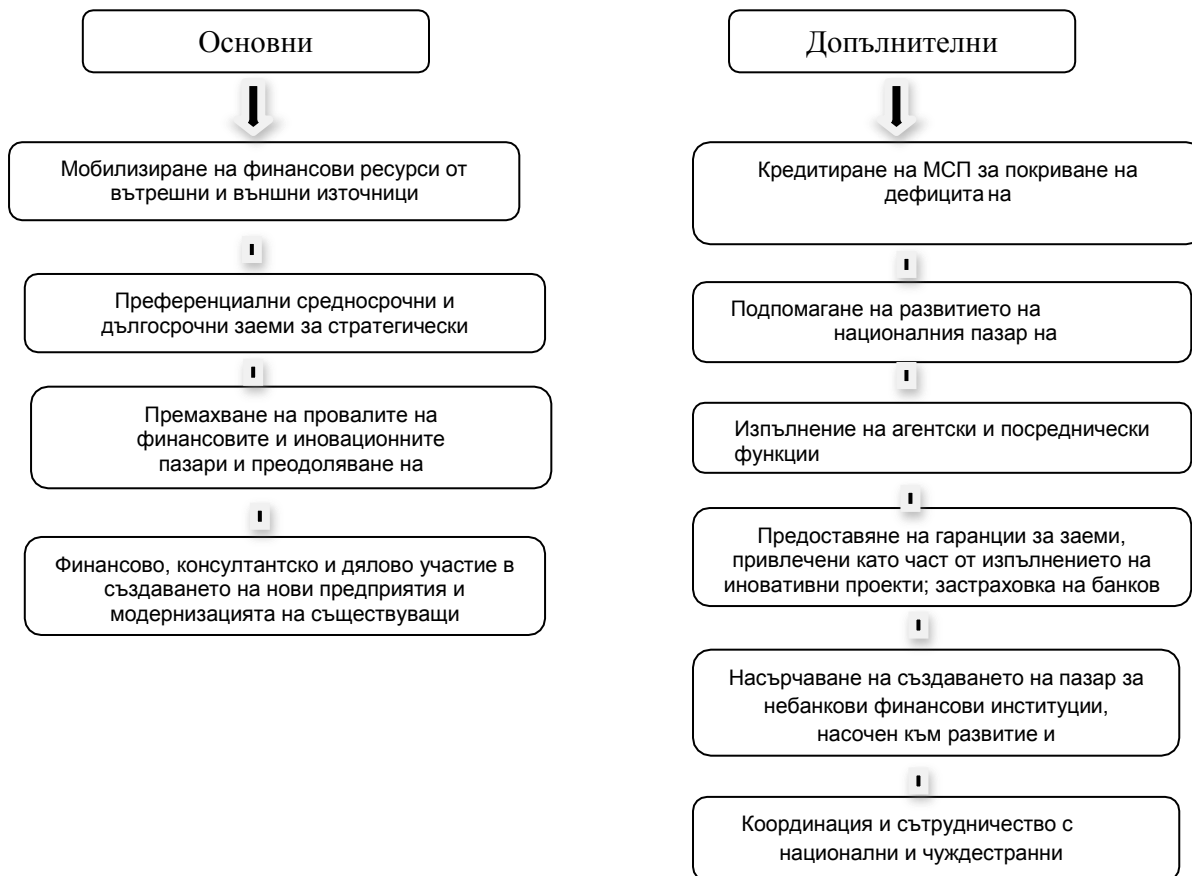 Основни
Мобилизиране на финансови ресурси от
вътрешни и външни източници
Преференциални средносрочни и
дългосрочни заеми за стратегически
Премахване на провалите на
финансовите и иновационните
пазари и преодоляване на
Финансово, консултантско и дялово участие в
създаването на нови предприятия и
модернизацията на съществуващи
Допълнителни
Кредитиране на МСП за покриване на
дефицита на
Подпомагане на развитието на
националния пазар на
Изпълнение на агентски и посреднически
функции
Предоставяне на гаранции за заеми,
привлечени като част от изпълнението на
иновативни проекти; застраховка на банков
Насърчаване на създаването на пазар за
небанкови финансови институции,
насочен към развитие и
Координация и сътрудничество с
национални и чуждестранни